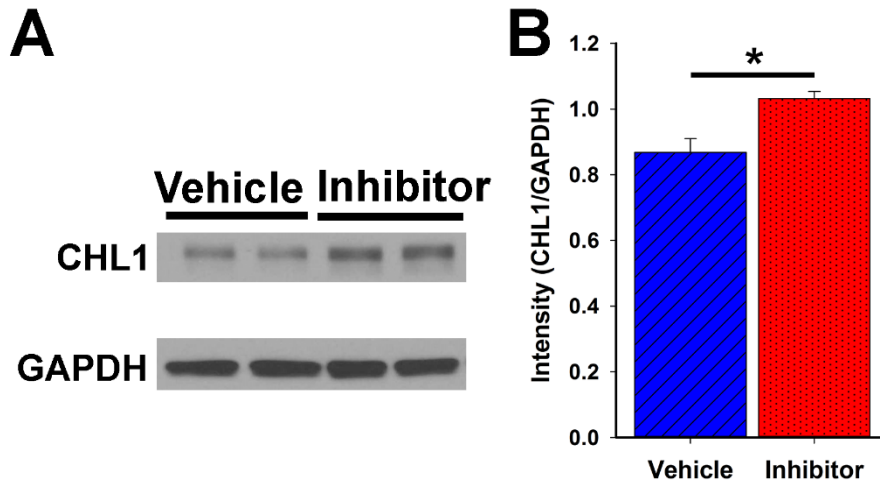 A
Vehicle Inhibitor
CHL1
GAPDH
B
*
1.2
1.0
0.8
0.6
0.4
0.2
0.0
Intensity (CHL1/GAPDH)
Vehicle Inhibitor